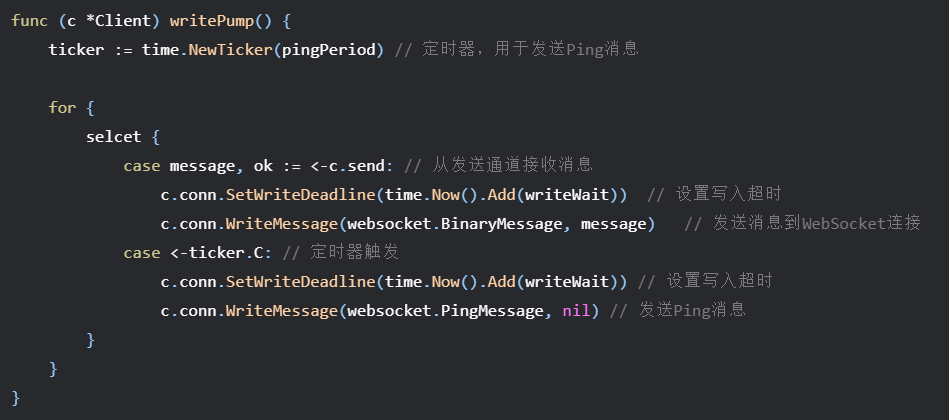 func (c *Client) writePump() {
    ticker := time.NewTicker(pingPeriod) // 定时器，用于发送Ping消息

    for {
        selcet {
            case message, ok := <-c.send: // 从发送通道接收消息
                c.conn.SetWriteDeadline(time.Now().Add(writeWait))  // 设置写入超时
                c.conn.WriteMessage(websocket.BinaryMessage, message)   // 发送消息到WebSocket连接
            case <-ticker.C: // 定时器触发
                c.conn.SetWriteDeadline(time.Now().Add(writeWait)) // 设置写入超时
                c.conn.WriteMessage(websocket.PingMessage, nil) // 发送Ping消息
        }
    }
}